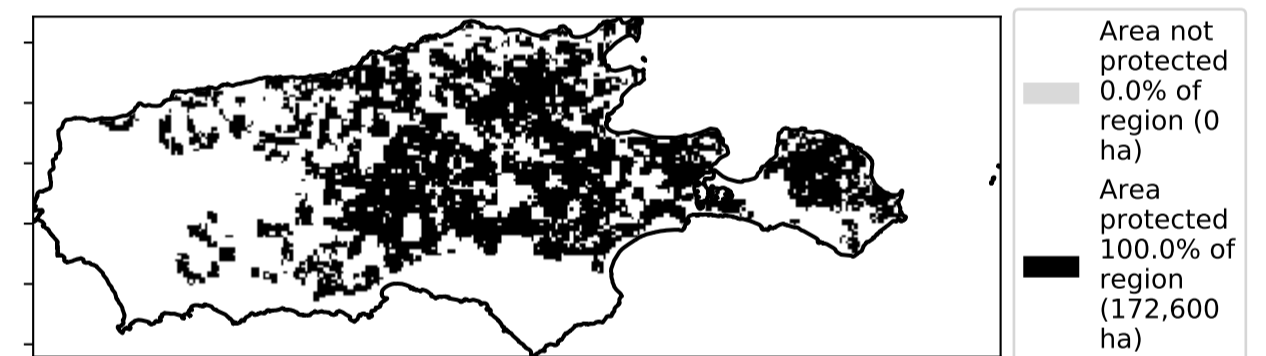 Area not
protected
0.0% of
region (0
ha)
Area
protected
100.0% of
region
(172,600
ha)